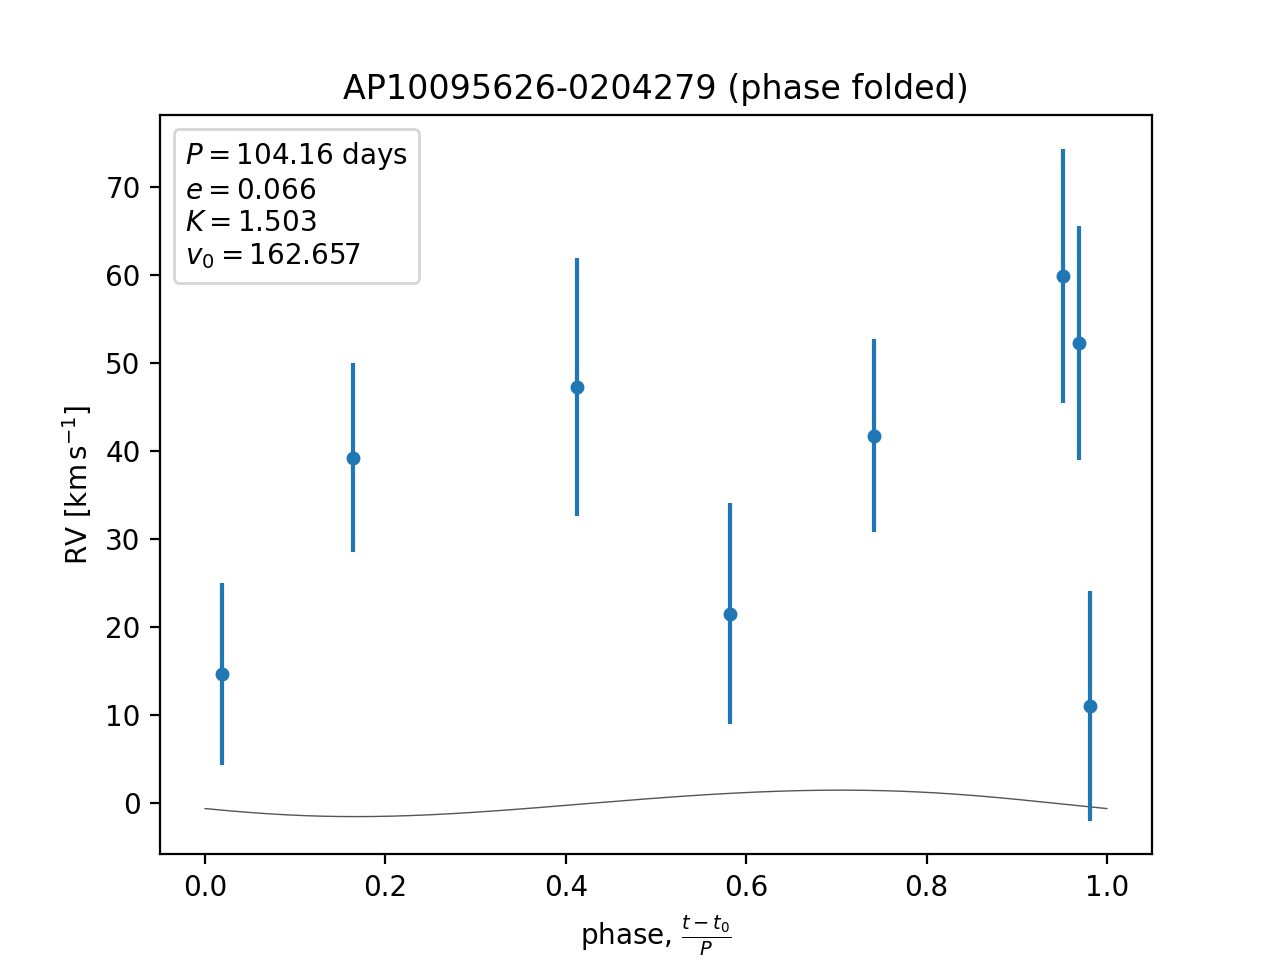 AP10095626-0204279 (phase folded)
P = 104.16 days
e = 0.066
K = 1.503
v₀ = 162.657
RV [km s⁻¹]
70
60
50
40
30
20
10
0
0.0 0.2 0.4 0.6 0.8 1.0
phase, (t − t₀)/P